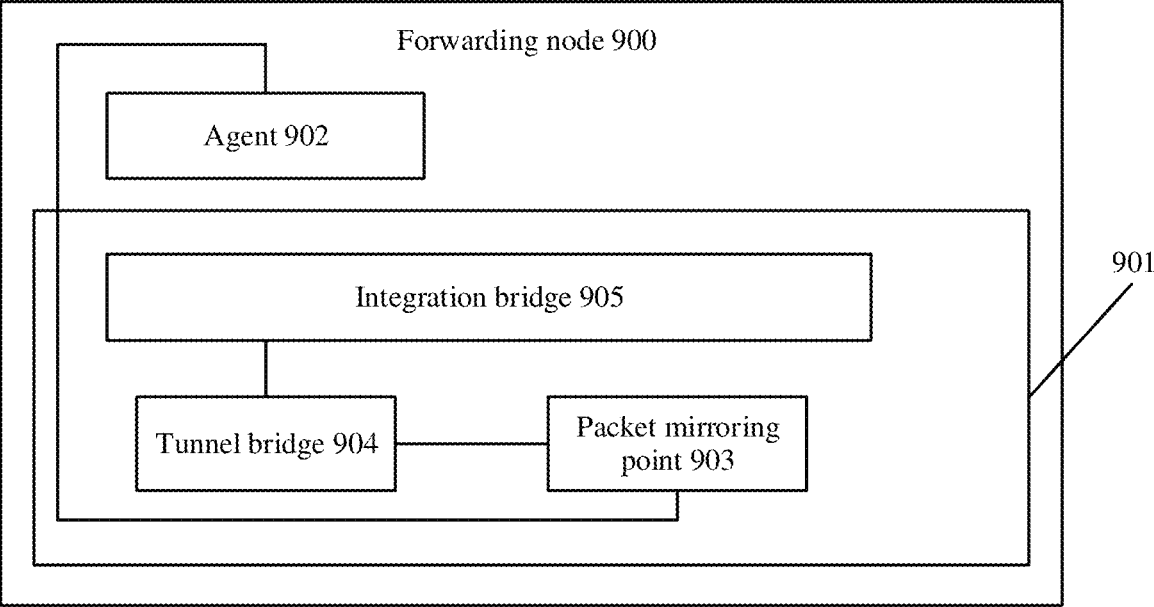 Forwarding node 900
Agent 902
901
Integration bridge 905
Tunnel bridge 904
Packet mirroring
point 903